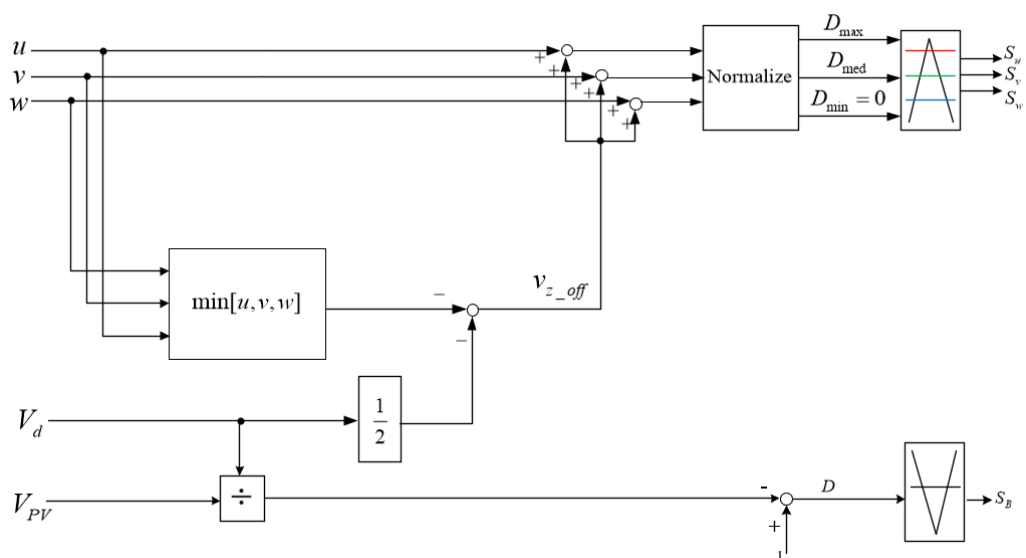 u
v
w
+
+
+
+
+
+
Normalize
D_max
D_med
D_min = 0
S_u
S_v
S_w
min[u,v,w]
−
v_z_off
−
V_d
1/2
V_PV
÷
-
+
1
D
S_B